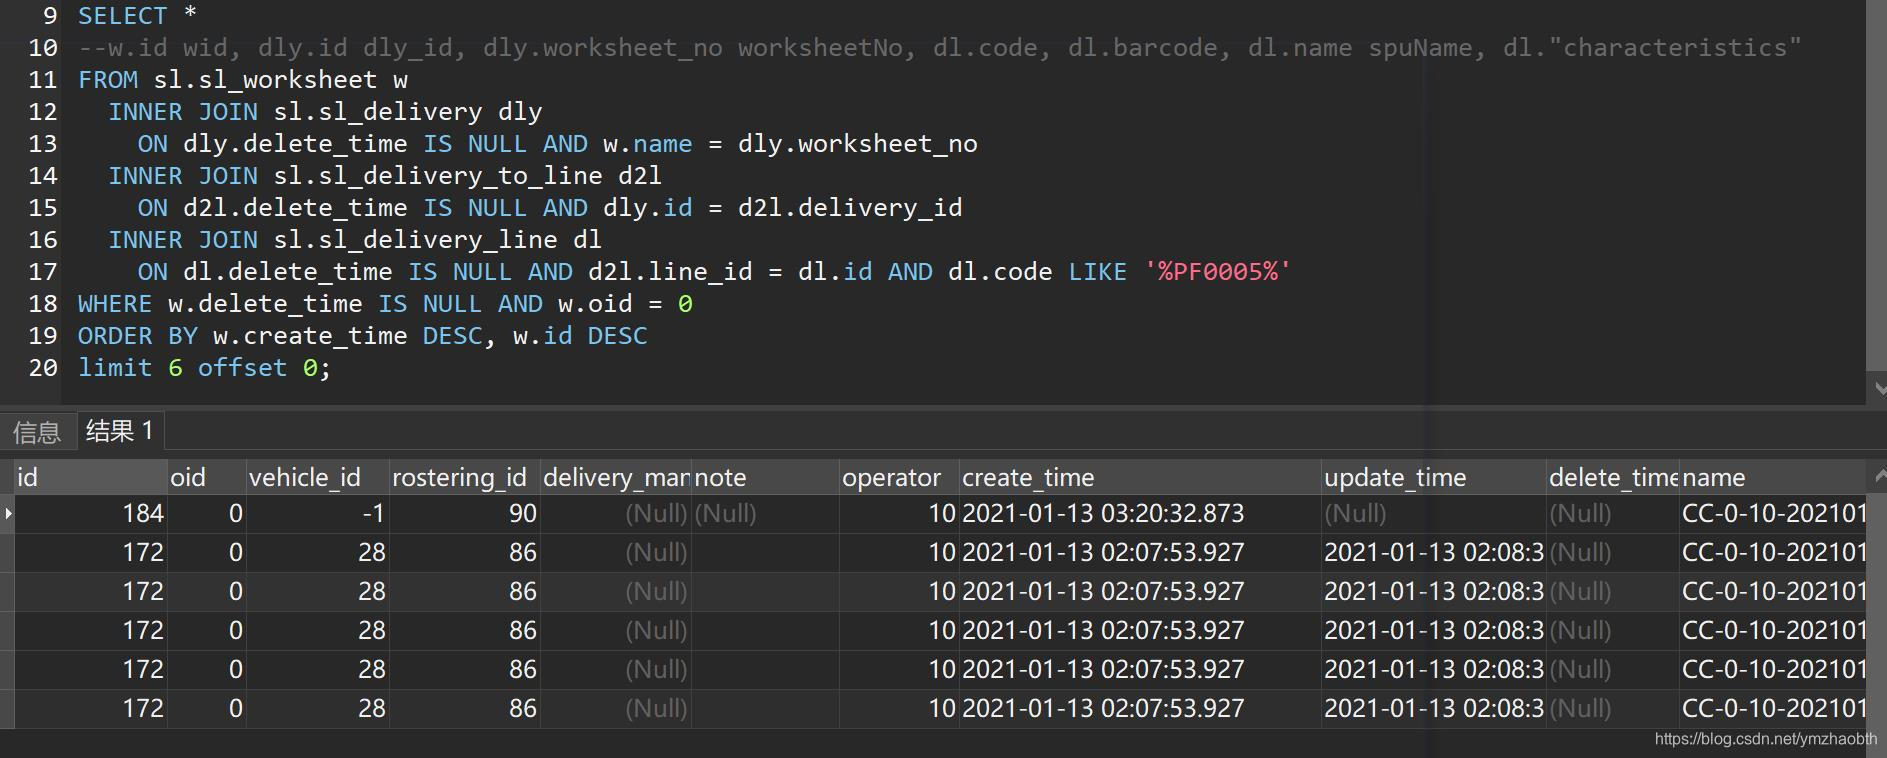 9 SELECT *
10 --w.id wid, dly.id dly_id, dly.worksheet_no worksheetNo, dl.code, dl.barcode, dl.name spuName, dl."characteristics"
11 FROM sl.sl_worksheet w
12 INNER JOIN sl.sl_delivery dly
13 ON dly.delete_time IS NULL AND w.name = dly.worksheet_no
14 INNER JOIN sl.sl_delivery_to_line d2l
15 ON d2l.delete_time IS NULL AND dly.id = d2l.delivery_id
16 INNER JOIN sl.sl_delivery_line dl
17 ON dl.delete_time IS NULL AND d2l.line_id = dl.id AND dl.code LIKE '%PF0005%'
18 WHERE w.delete_time IS NULL AND w.oid = 0
19 ORDER BY w.create_time DESC, w.id DESC
20 limit 6 offset 0;
信息 结果 1
id oid vehicle_id rostering_id delivery_man note operator create_time update_time delete_time name
184 0 -1 90 (Null) (Null) 10 2021-01-13 03:20:32.873 (Null) (Null) CC-0-10-202101
172 0 28 86 (Null) 10 2021-01-13 02:07:53.927 2021-01-13 02:08:3 (Null) CC-0-10-202101
172 0 28 86 (Null) 10 2021-01-13 02:07:53.927 2021-01-13 02:08:3 (Null) CC-0-10-202101
172 0 28 86 (Null) 10 2021-01-13 02:07:53.927 2021-01-13 02:08:3 (Null) CC-0-10-202101
172 0 28 86 (Null) 10 2021-01-13 02:07:53.927 2021-01-13 02:08:3 (Null) CC-0-10-202101
172 0 28 86 (Null) 10 2021-01-13 02:07:53.927 2021-01-13 02:08:3 (Null) CC-0-10-202101
https://blog.csdn.net/ymzhaobth